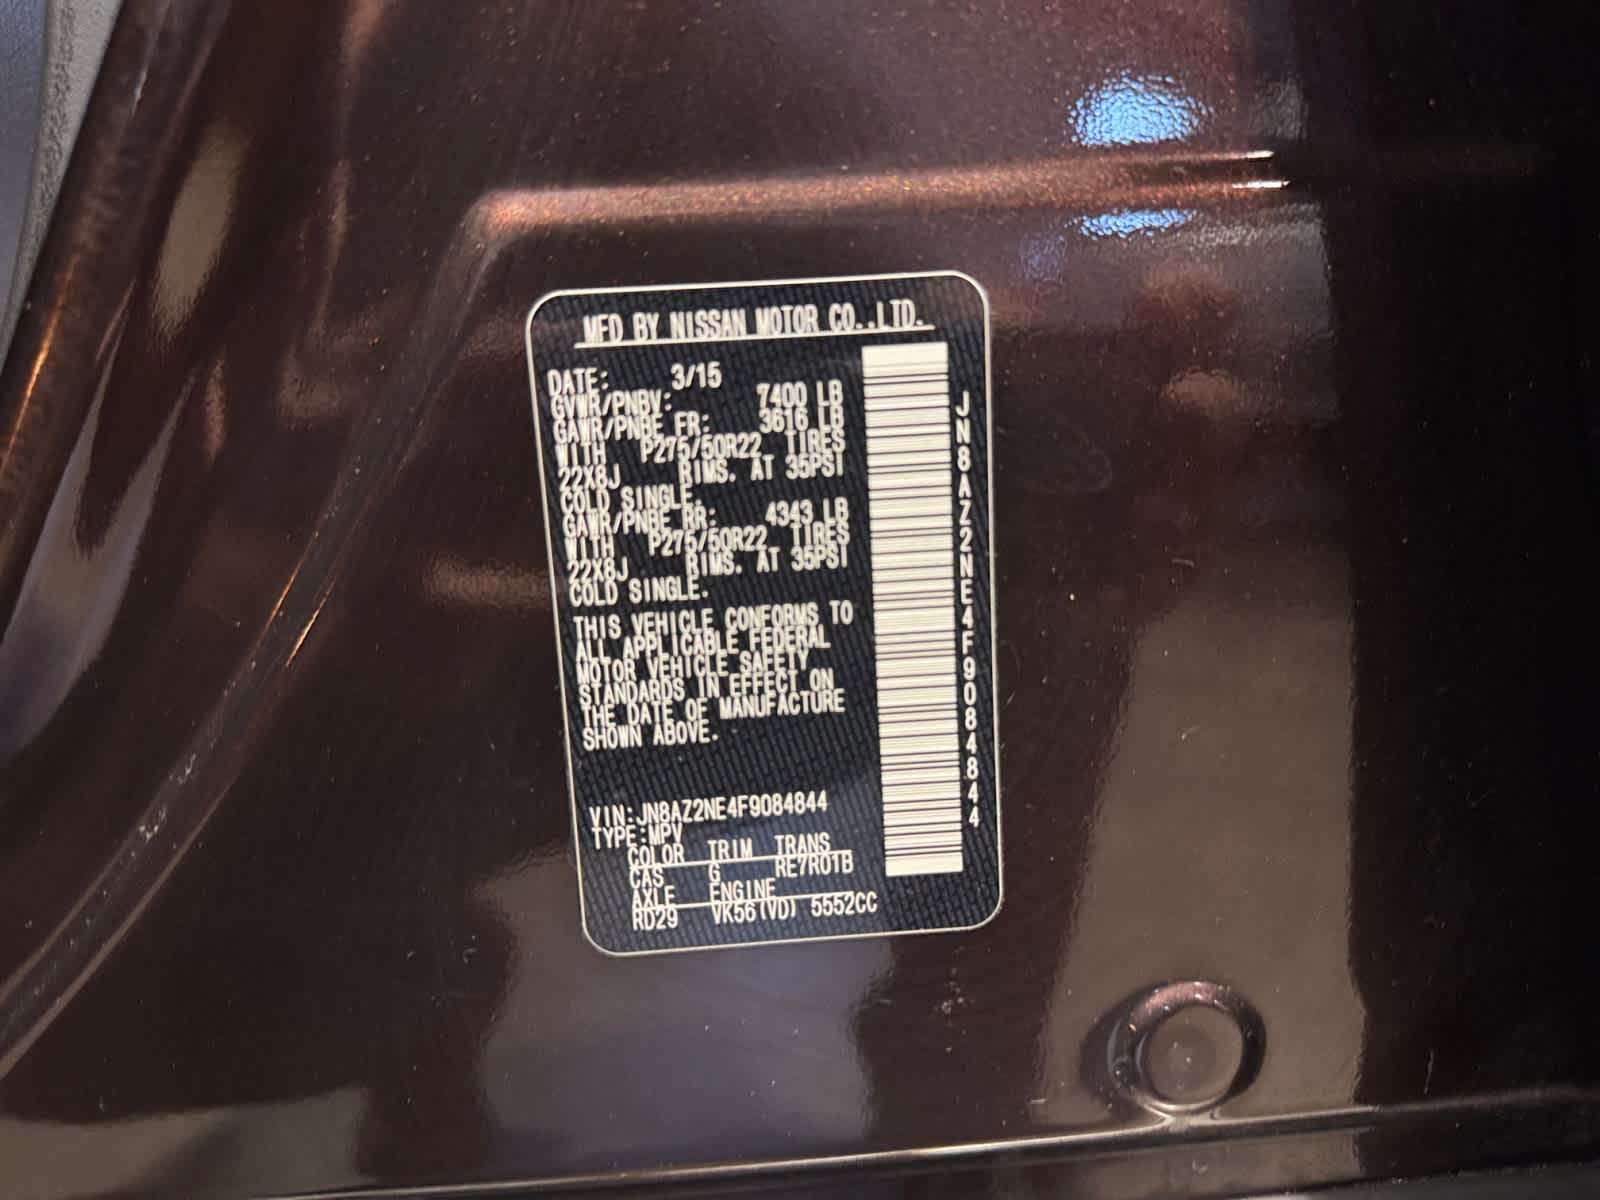 MFD BY NISSAN MOTOR CO.,LTD.
DATE: 3/15
GVWR/PNBV: 7400 LB
GAWR/PNBE FR: 3616 LB
WITH P275/50R22 TIRES
22X8J RIMS. AT 35PSI
COLD SINGLE.
GAWR/PNBE RR: 4343 LB
WITH P275/50R22 TIRES
22X8J RIMS. AT 35PSI
COLD SINGLE.
THIS VEHICLE CONFORMS TO
ALL APPLICABLE FEDERAL
MOTOR VEHICLE SAFETY
STANDARDS IN EFFECT ON
THE DATE OF MANUFACTURE
SHOWN ABOVE.
VIN:JN8AZ2NE4F9084844
TYPE:MPV
COLOR TRIM TRANS
CAS G RE7R01B
AXLE ENGINE
RD29 VK56(VD) 5552CC
JN8AZ2NE4F9084844